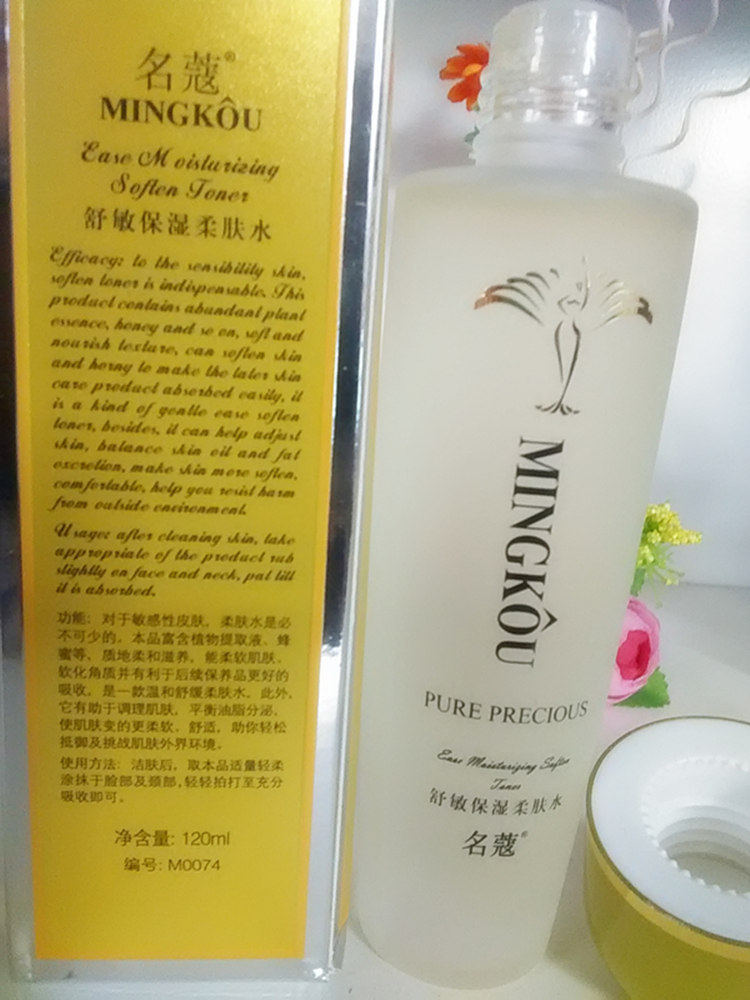 名蔻®
MINGKÔU
Ease Moisturizing
Soften Toner
舒敏保湿柔肤水
Efficacy: to the sensibility skin,
soften toner is indispensable. This
product contains abundant plant
essence, honey and so on, soft and
nourish texture, can soften skin
and horny to make the later skin
care product absorbed easily, it
is a kind of gentle ease soften
toner, besides, it can help adjust
skin, balance skin oil and fat
excretion, make skin more soften,
comfortable, help you resist harm
from outside environment.
Usage: after cleaning skin, take
appropriate of the product rub
slightly on face and neck, pat till
it is absorbed.
功能: 对于敏感性皮肤, 柔肤水是必
不可少的. 本品富含植物提取液、蜂
蜜等、质地柔和滋养, 能柔软肌肤,
软化角质并有利于后续保养品更好的
吸收, 是一款温和舒缓柔肤水. 此外,
它有助于调理肌肤, 平衡油脂分泌,
使肌肤变的更柔软、舒适, 助你轻松
抵御及挑战肌肤外界环境.
使用方法: 洁肤后, 取本品适量轻柔
涂抹于脸部及颈部,轻轻拍打至充分
吸收即可.
净含量: 120ml
编号: M0074
MINGKÔU
PURE PRECIOUS
Ease Moisturizing Soften
Toner
舒敏保湿柔肤水
名蔻®